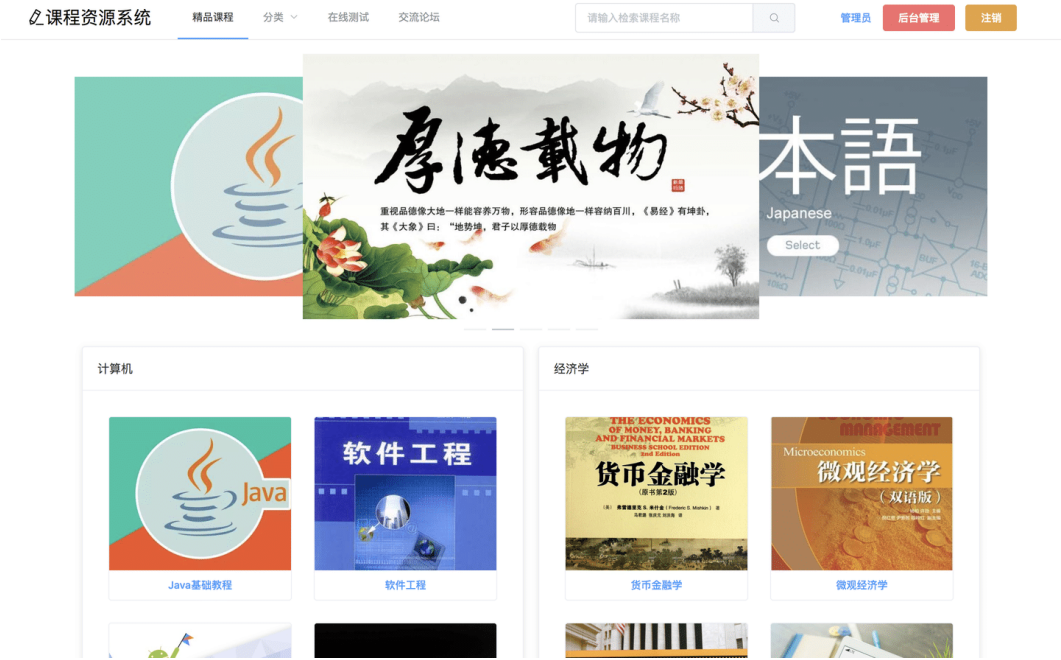 课程资源系统
精品课程
分类
在线测试
交流论坛
请输入检索课程名称
管理员
后台管理
注销
厚德载物
重视品德像大地一样能容养万物，形容品德像地一样容纳百川，《易经》有坤卦，
其《大象》曰：“地势坤，君子以厚德载物
本語
Japanese
Select
计算机
经济学
Java
软件工程
THE ECONOMICS
OF MONEY, BANKING
AND FINANCIAL MARKETS
BUSINESS SCHOOL EDITION
2nd Edition
货币金融学
（原书第2版）
MANAGEMENT
Microeconomics
微观经济学
（双语版）
Java基础教程
软件工程
货币金融学
微观经济学